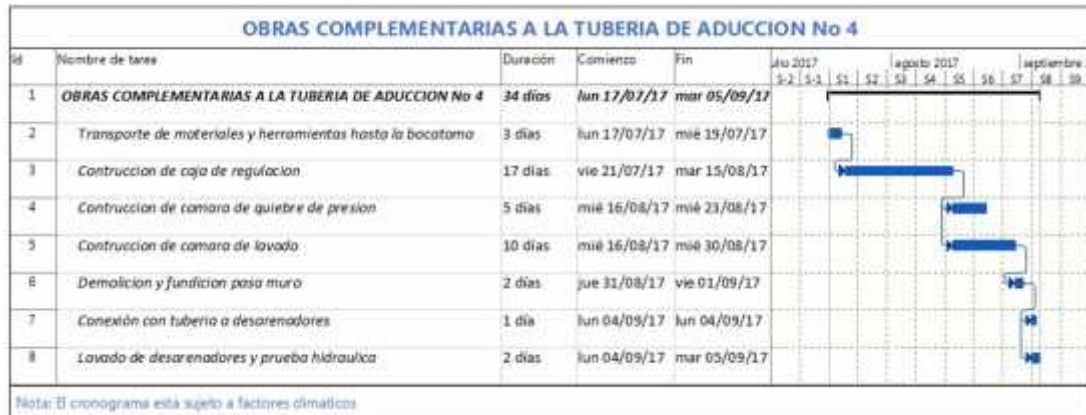 OBRAS COMPLEMENTARIAS A LA TUBERIA DE ADUCCION No 4
Id Nombre de tarea Duración Comienzo Fin
julio 2017 agosto 2017 septiembre
S-2 S-1 S1 S2 S3 S4 S5 S6 S7 S8 S9
1 OBRAS COMPLEMENTARIAS A LA TUBERIA DE ADUCCION No 4 34 días lun 17/07/17 mar 05/09/17
2 Transporte de materiales y herramientas hasta la bocatoma 3 días lun 17/07/17 mié 19/07/17
3 Contruccion de caja de regulacion 17 días vie 21/07/17 mar 15/08/17
4 Contruccion de camara de quiebre de presion 5 días mié 16/08/17 mié 23/08/17
5 Contruccion de camara de lavado 10 días mié 16/08/17 mié 30/08/17
6 Demolicion y fundicion pasa muro 2 días jue 31/08/17 vie 01/09/17
7 Conexión con tuberia a desarenadores 1 día lun 04/09/17 lun 04/09/17
8 Lavado de desarenadores y prueba hidraulica 2 días lun 04/09/17 mar 05/09/17
Nota: El cronograma está sujeto a factores climaticos